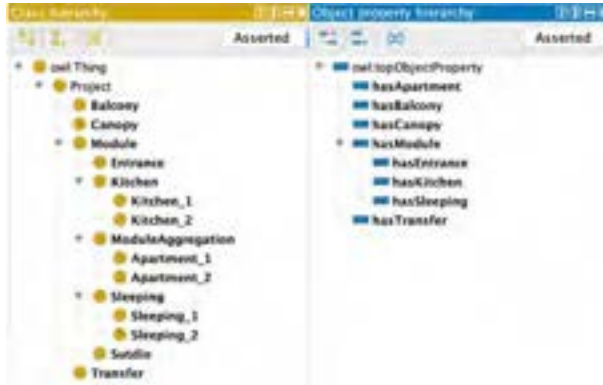 Class hierarchy
Asserted
owl:Thing
Project
Balcony
Canopy
Module
Entrance
Kitchen
Kitchen_1
Kitchen_2
ModuleAggregation
Apartment_1
Apartment_2
Sleeping
Sleeping_1
Sleeping_2
Sutdio
Transfer
Object property hierarchy
Asserted
owl:topObjectProperty
hasApartment
hasBalcony
hasCanopy
hasModule
hasEntrance
hasKitchen
hasSleeping
hasTransfer